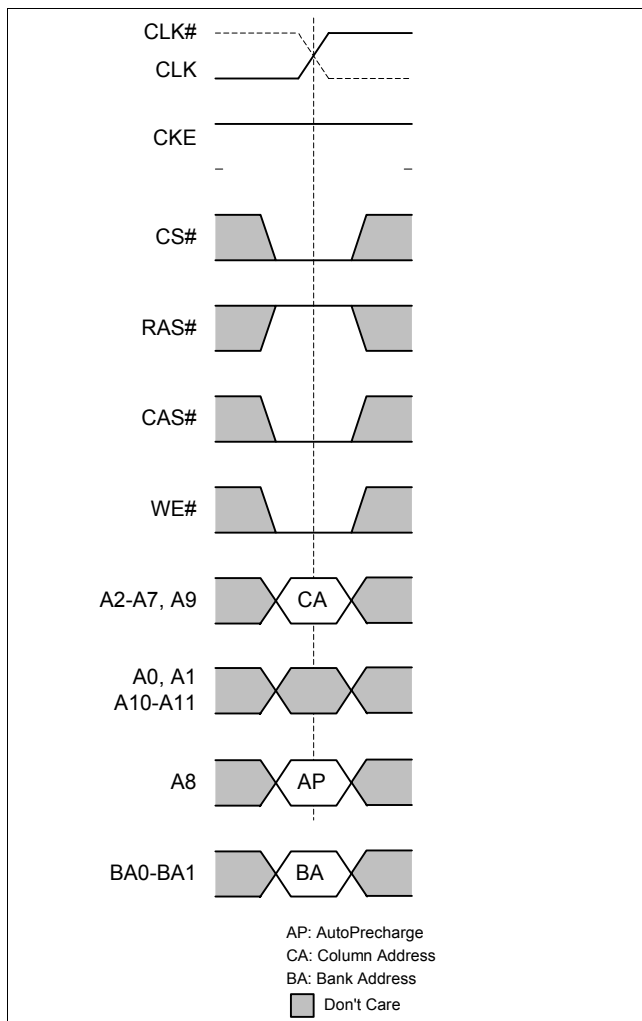 CLK#
CLK
CKE
CS#
RAS#
CAS#
WE#
A2-A7, A9
CA
A0, A1
A10-A11
A8
AP
BA0-BA1
BA
AP: AutoPrecharge
CA: Column Address
BA: Bank Address
Don't Care